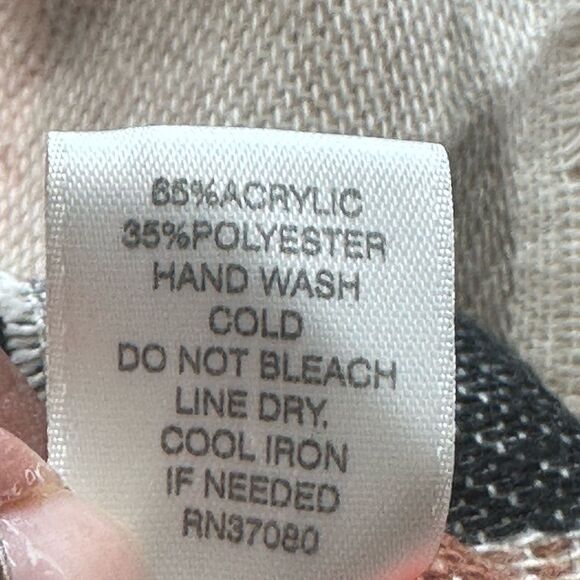 65%ACRYLIC
35%POLYESTER
HAND WASH
COLD
DO NOT BLEACH
LINE DRY,
COOL IRON
IF NEEDED
RN37080